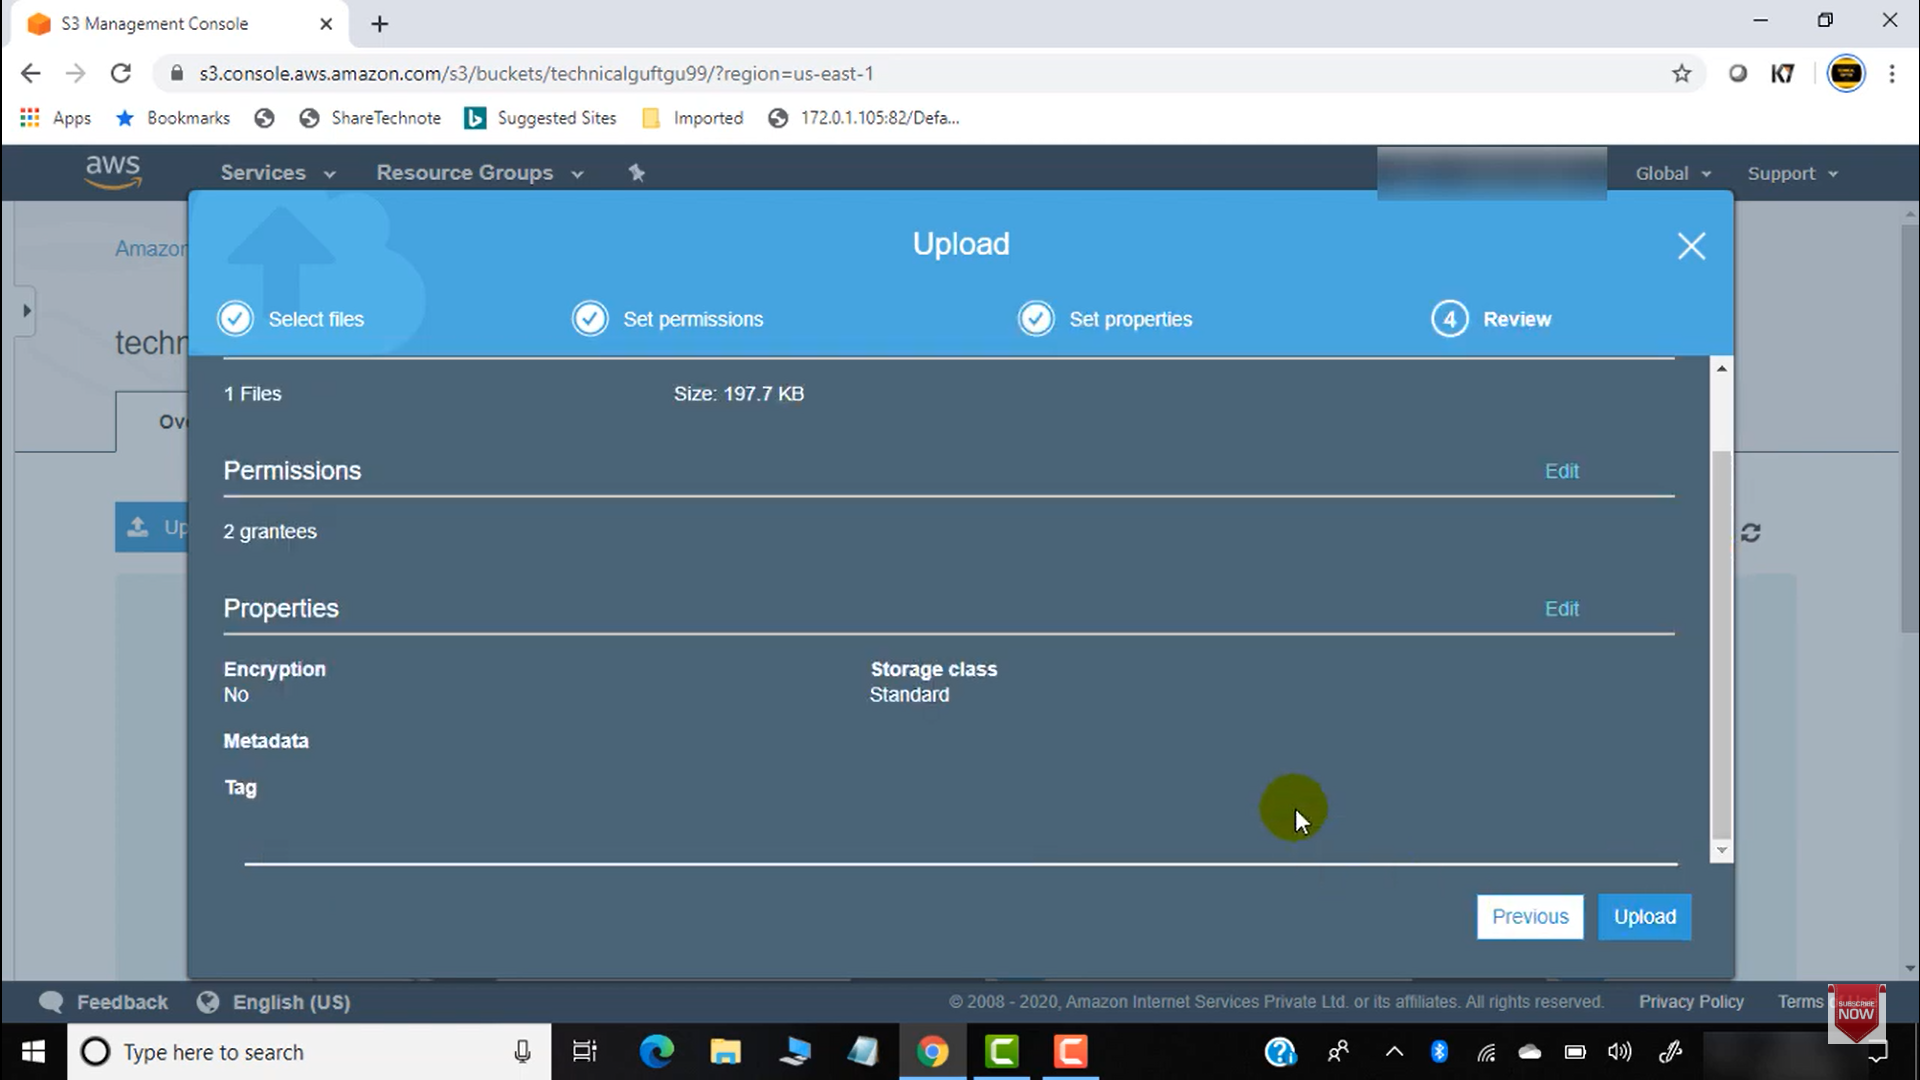 S3 Management Console
s3.console.aws.amazon.com/s3/buckets/technicalguftgu99/?region=us-east-1
K7
Apps Bookmarks ShareTechnote Suggested Sites Imported 172.0.1.105:82/Defa...
aws Services Resource Groups Global Support
Amazon
Upload
techn
Select files Set permissions Set properties 4 Review
1 Files Size: 197.7 KB
Ove
Permissions Edit
Up
2 grantees
Properties Edit
Encryption Storage class
No Standard
Metadata
Tag
Previous Upload
Feedback English (US) © 2008 - 2020, Amazon Internet Services Private Ltd. or its affiliates. All rights reserved. Privacy Policy Terms
SUBSCRIBE
NOW
Type here to search